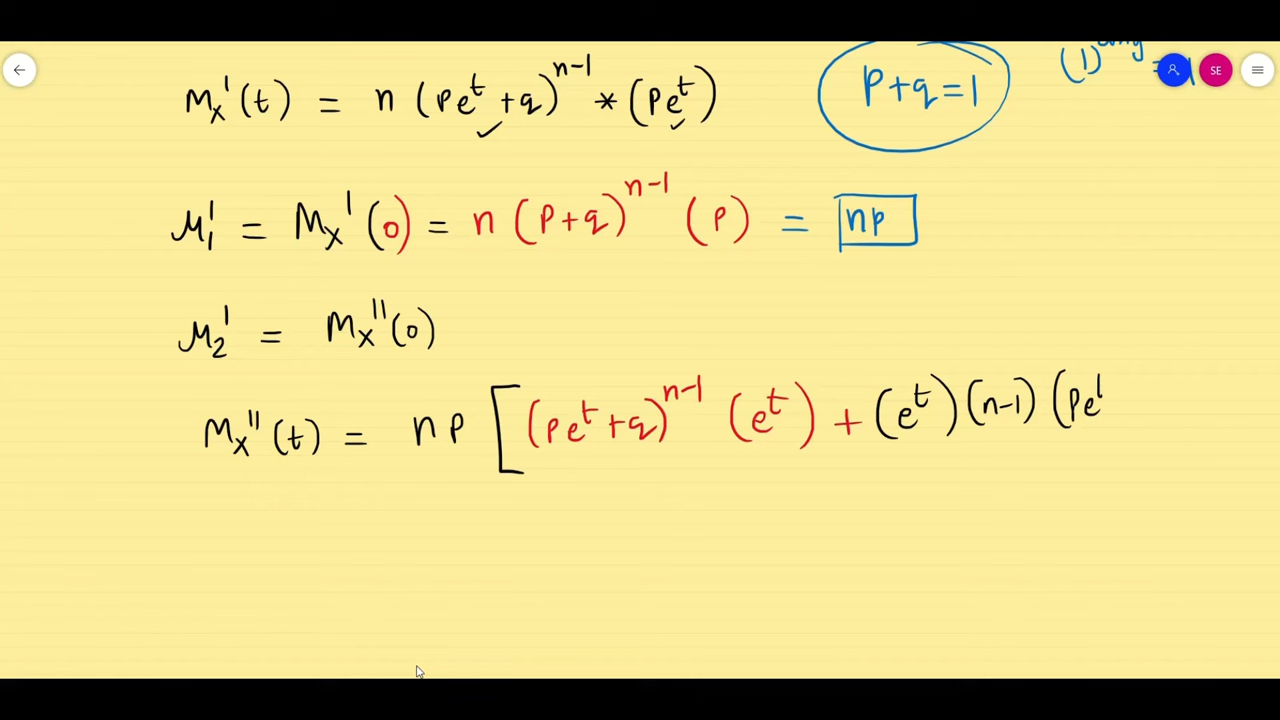 (1)
M_X'(t) = n (pe^t + q)^{n-1} * (pe^t)
p+q=1
SE
μ_1' = M_X'(0) = n (p+q)^{n-1} (p) = np
μ_2' = M_X''(0)
M_X''(t) = np [ (pe^t + q)^{n-1} (e^t) + (e^t)(n-1) (pe